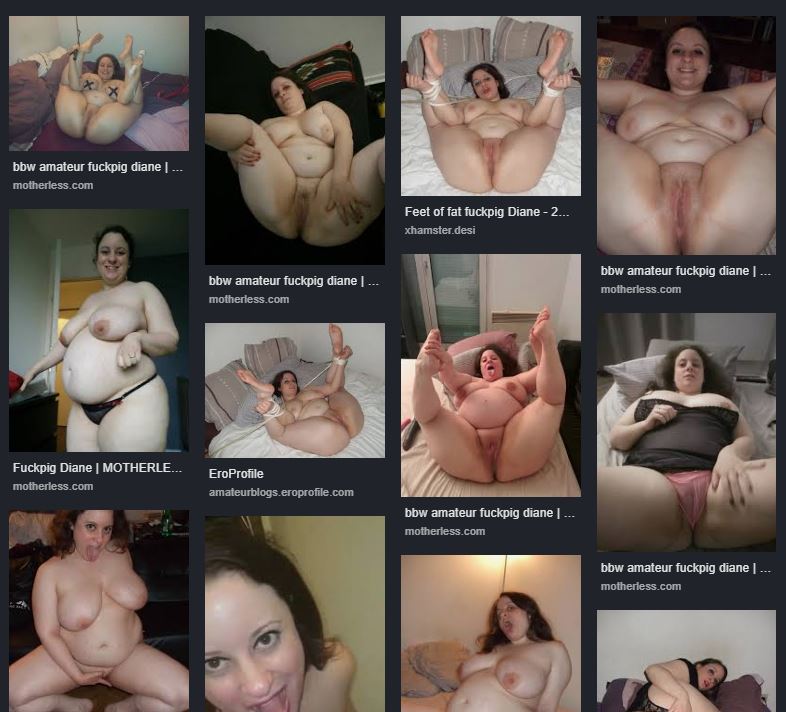 bbw amateur fuckpig diane | ...
motherless.com
Fuckpig Diane | MOTHERLE...
motherless.com
bbw amateur fuckpig diane | ...
motherless.com
EroProfile
amateurblogs.eroprofile.com
Feet of fat fuckpig Diane - 2...
xhamster.desi
bbw amateur fuckpig diane | ...
motherless.com
bbw amateur fuckpig diane | ...
motherless.com
bbw amateur fuckpig diane | ...
motherless.com